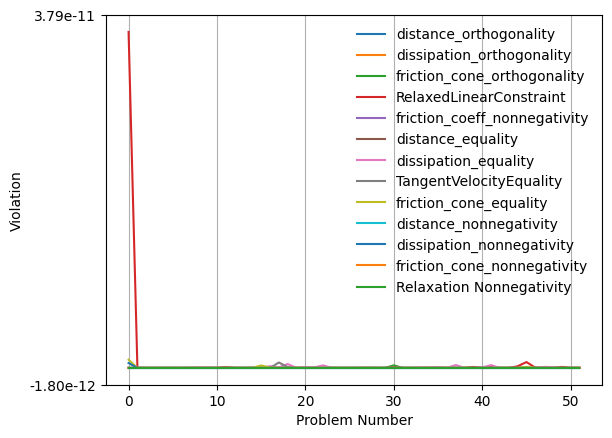 3.79e-11
distance_orthogonality
dissipation_orthogonality
friction_cone_orthogonality
RelaxedLinearConstraint
friction_coeff_nonnegativity
distance_equality
dissipation_equality
TangentVelocityEquality
friction_cone_equality
distance_nonnegativity
dissipation_nonnegativity
friction_cone_nonnegativity
Relaxation Nonnegativity
Violation
-1.80e-12
0 10 20 30 40 50
Problem Number